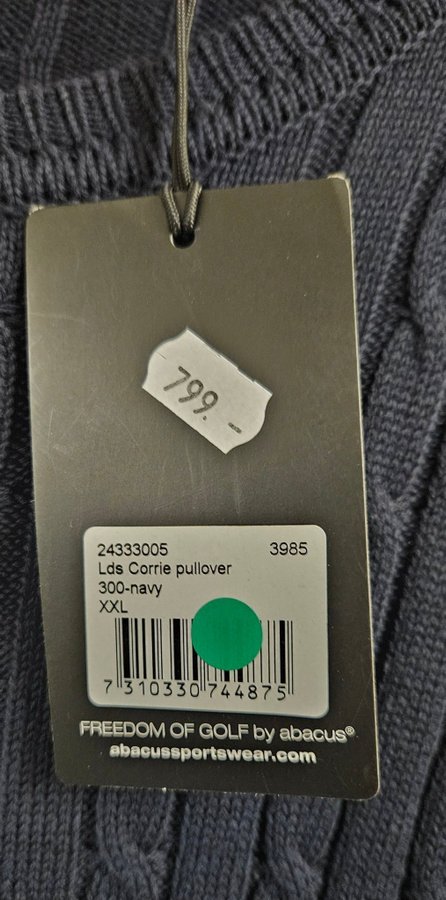 799.-
24333005 3985
Lds Corrie pullover
300-navy
XXL
7 310330 744875
FREEDOM OF GOLF by abacus®
abacussportswear.com